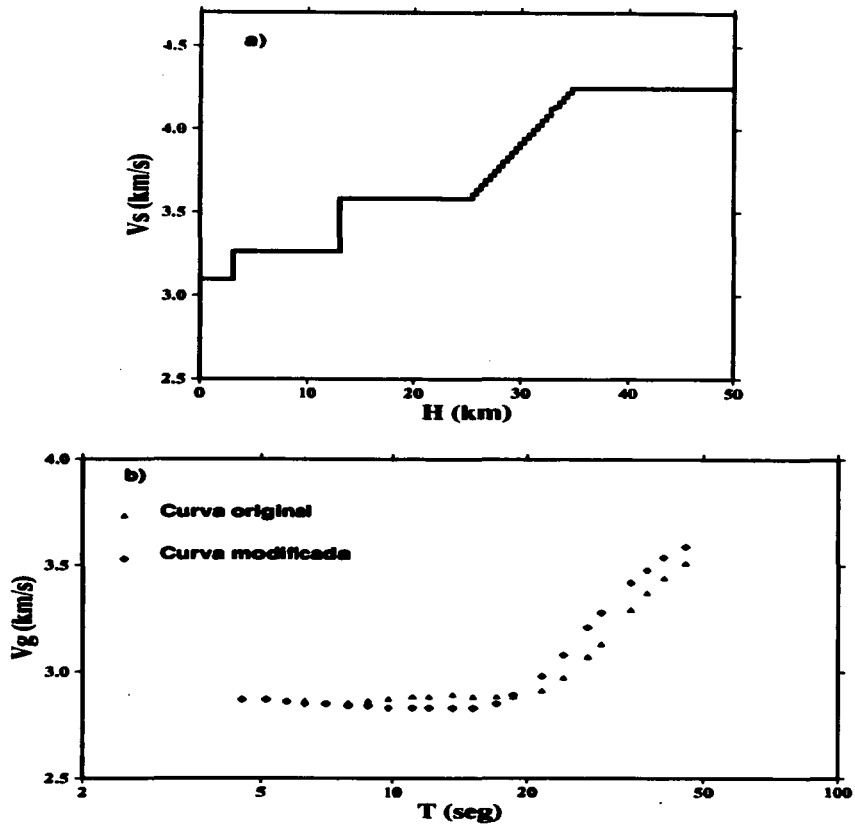 a)
4.5
4.0
3.5
3.0
2.5
Vs (km/s)
0 10 20 30 40 50
H (km)
b)
Curva original
Curva modificada
4.0
3.5
3.0
2.5
Vg (km/s)
2 5 10 20 50 100
T (seg)